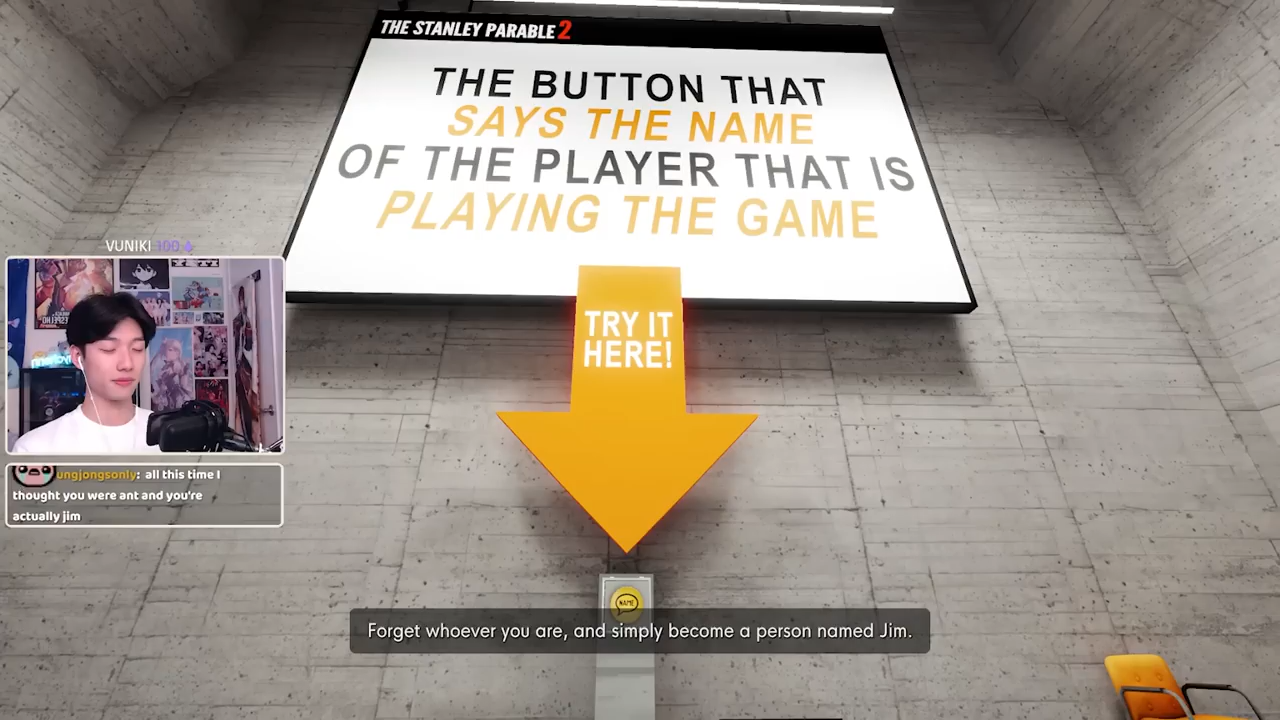 THE STANLEY PARABLE 2
THE BUTTON THAT
SAYS THE NAME
OF THE PLAYER THAT IS
PLAYING THE GAME
TRY IT
HERE!
VUNIKI 100
ungjongsonly: all this time I
thought you were ant and you're
actually jim
NAME
Forget whoever you are, and simply become a person named Jim.